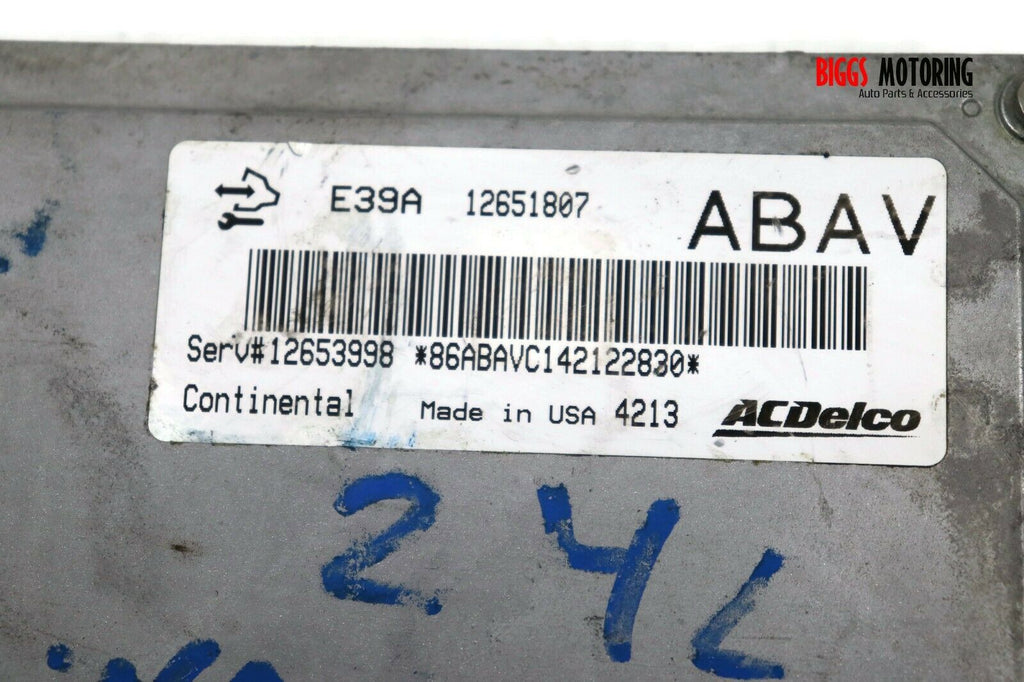 BIGGS MOTORING
Auto Parts & Accessories
E39A 12651807 ABAV
Serv#12653998 *86ABAVC142122830*
Continental Made in USA 4213 ACDelco
2 4L